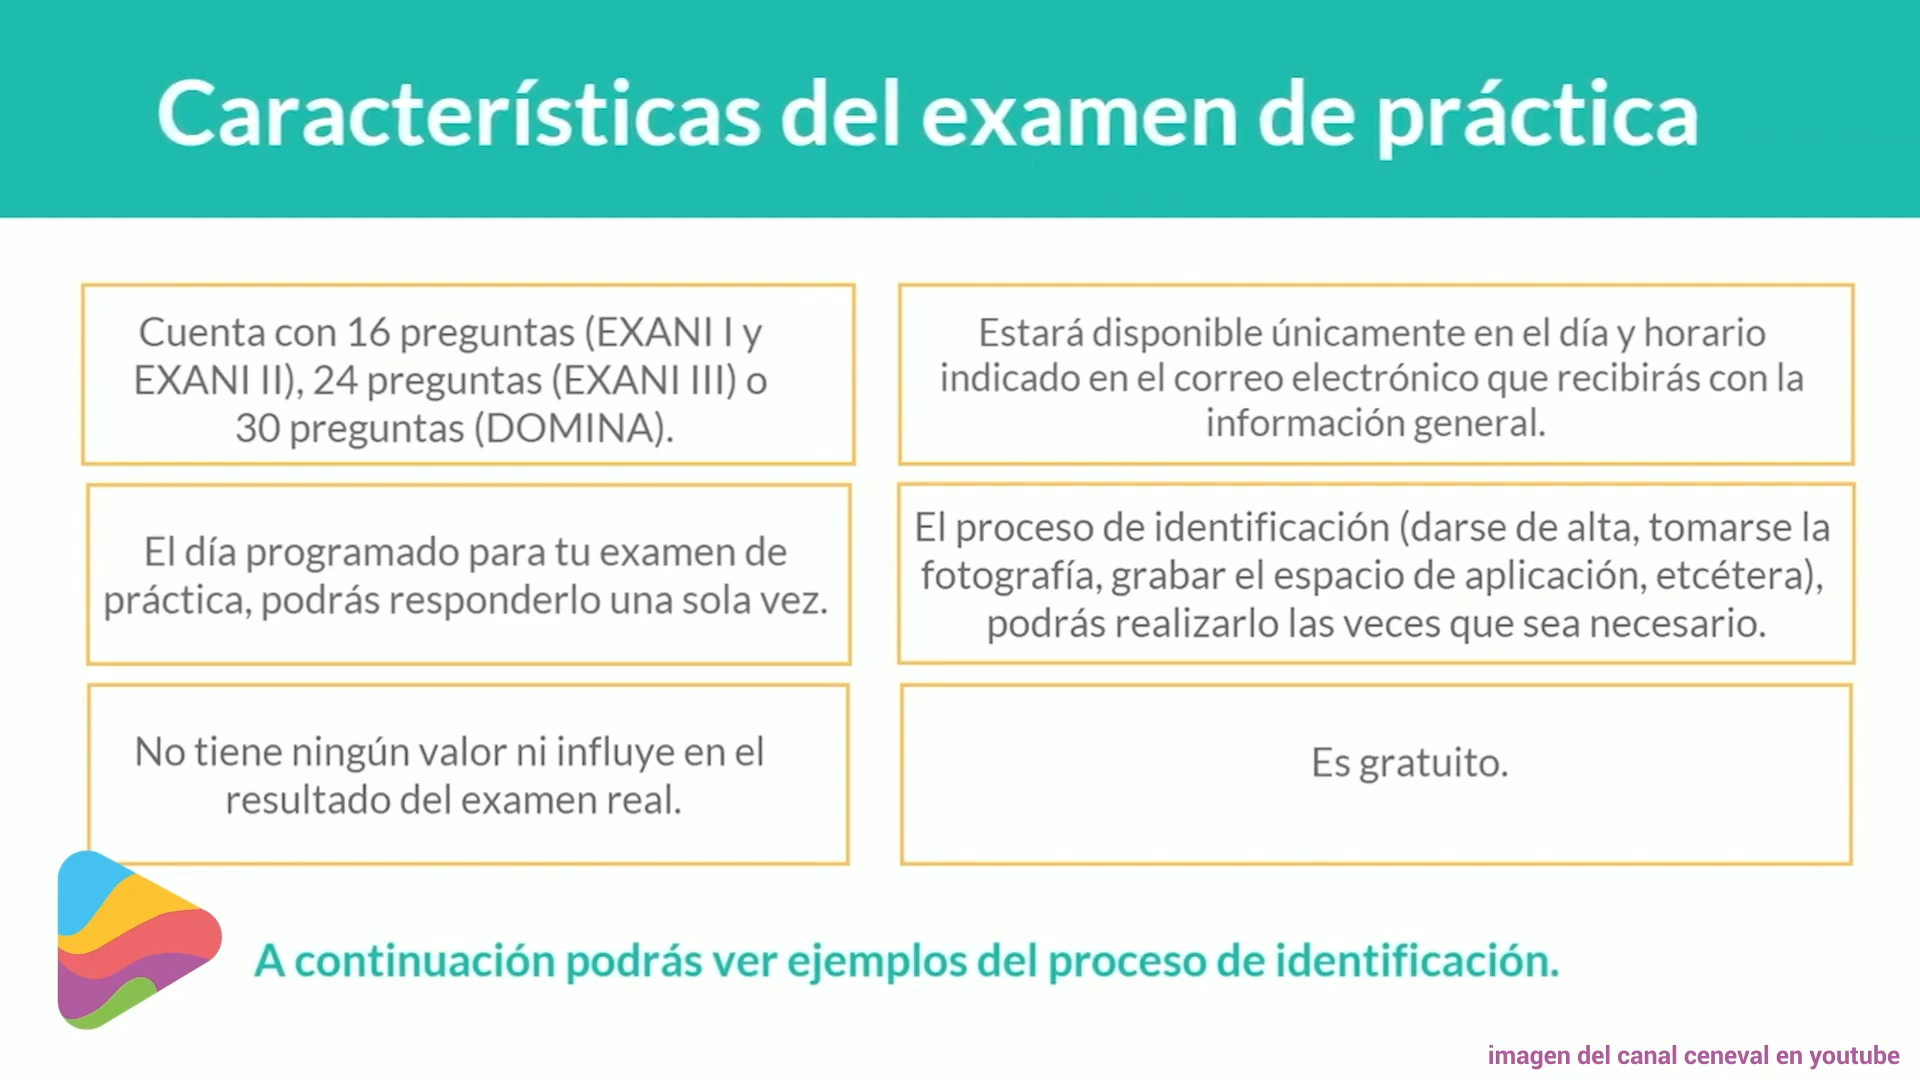 Características del examen de práctica
Cuenta con 16 preguntas (EXANI I y
EXANI II), 24 preguntas (EXANI III) o
30 preguntas (DOMINA).
Estará disponible únicamente en el día y horario
indicado en el correo electrónico que recibirás con la
información general.
El día programado para tu examen de
práctica, podrás responderlo una sola vez.
El proceso de identificación (darse de alta, tomarse la
fotografía, grabar el espacio de aplicación, etcétera),
podrás realizarlo las veces que sea necesario.
No tiene ningún valor ni influye en el
resultado del examen real.
Es gratuito.
A continuación podrás ver ejemplos del proceso de identificación.
imagen del canal ceneval en youtube